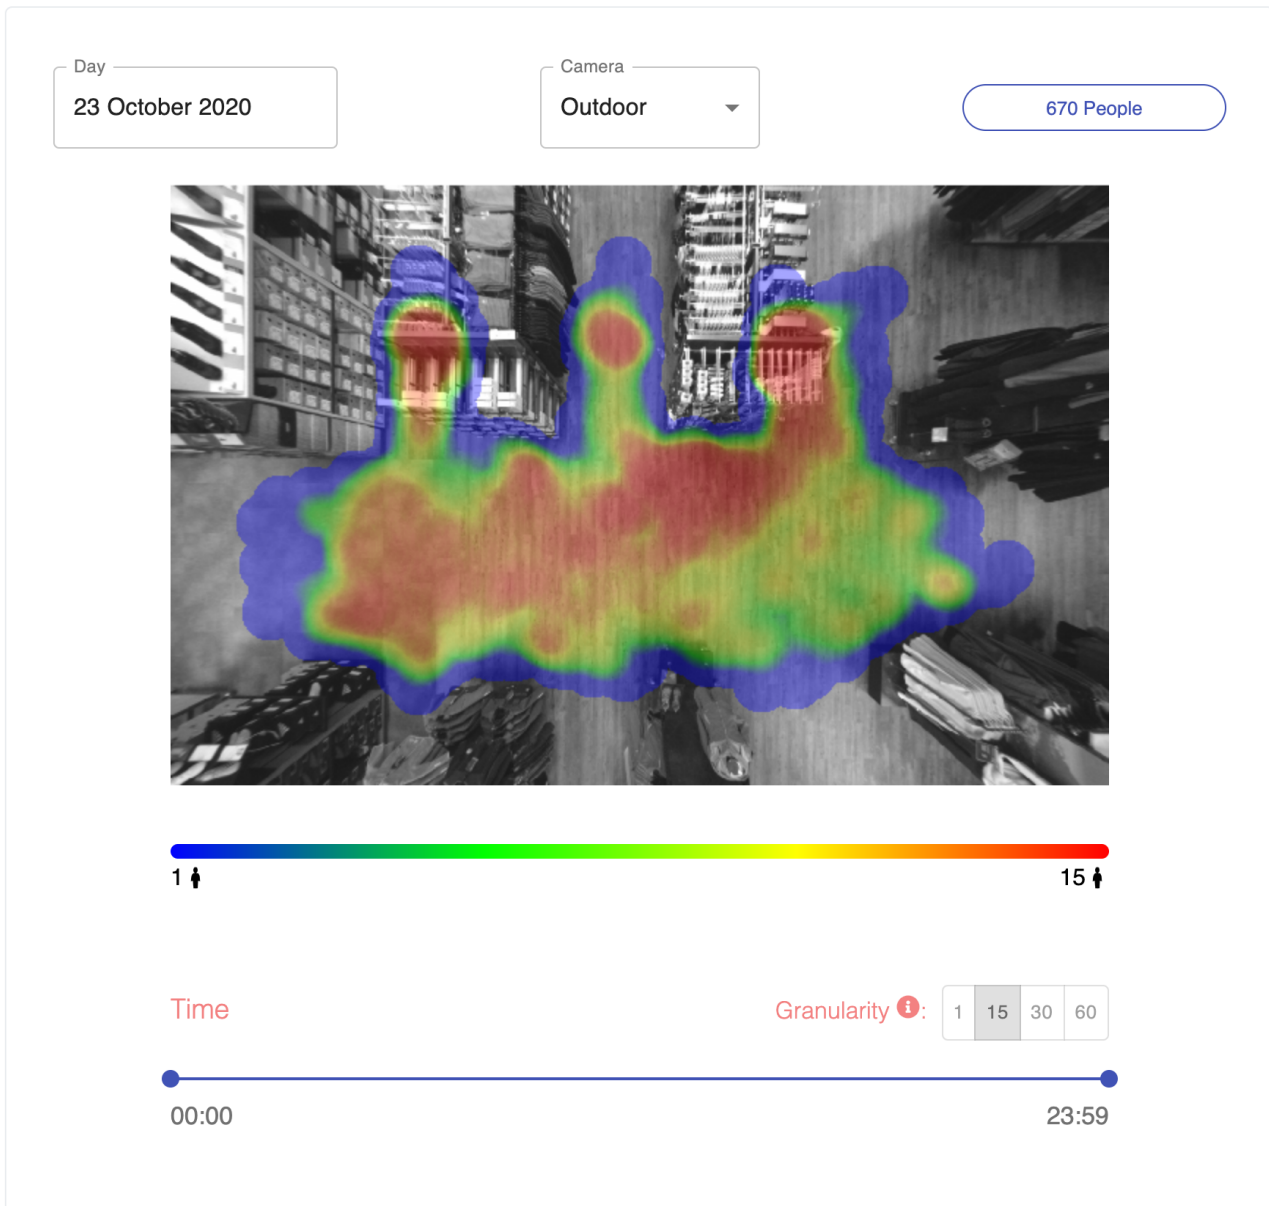 Day
23 October 2020
Camera
Outdoor
670 People
1
15
Time
Granularity i:
1 15 30 60
00:00
23:59